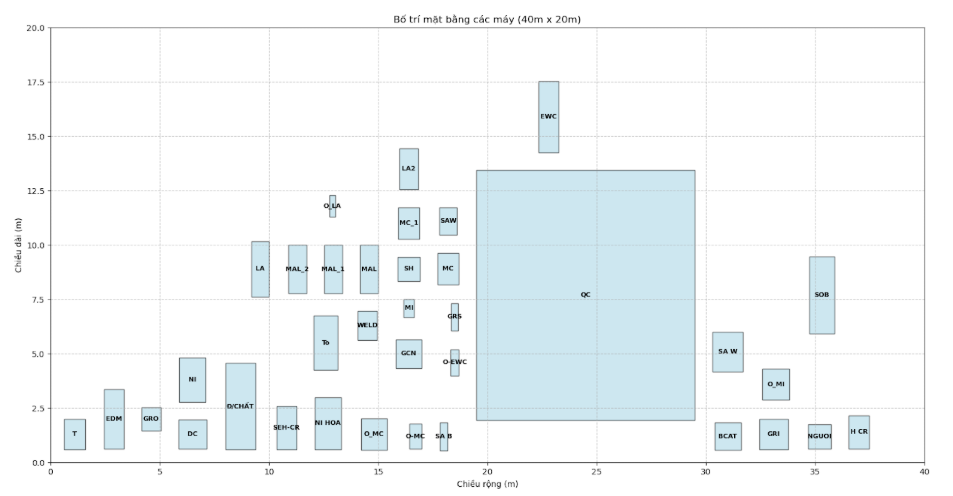 Bố trí mặt bằng các máy (40m x 20m)
20.0
17.5
15.0
12.5
10.0
7.5
5.0
2.5
0.0
Chiều dài (m)
EWC
LA2
O_LA
MC_1
SAW
LA
MAL_2
MAL_1
MAL
SH
MC
QC
SOB
MI
GRS
WELD
To
GCN
O-EWC
SA W
NI
O_MI
Đ/CHẤT
EDM
GRO
NI HOA
SEH-CR
T
DC
O_MC
O-MC
SA B
BCAT
GRI
NGUOI
H CR
0
5
10
15
20
25
30
35
40
Chiều rộng (m)